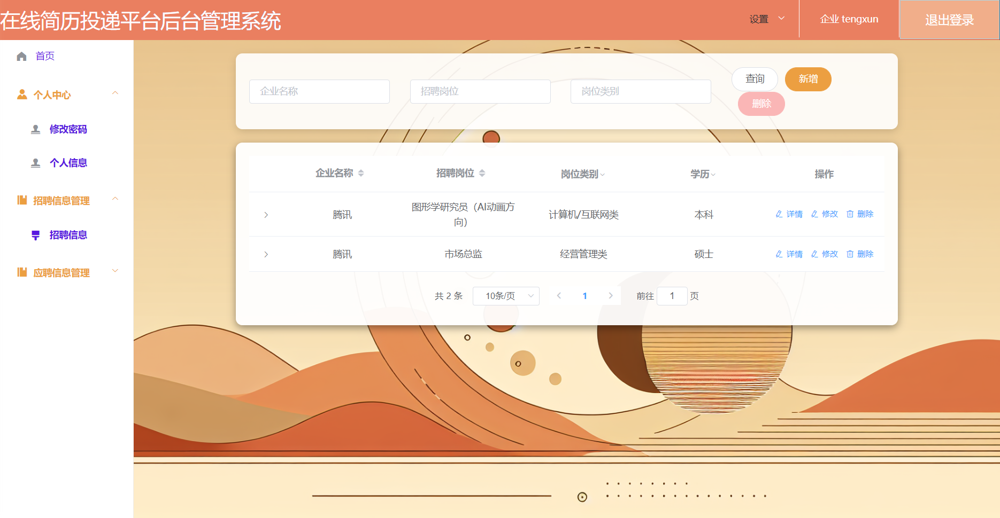 在线简历投递平台后台管理系统
设置
企业 tengxun
退出登录
首页
个人中心
修改密码
个人信息
招聘信息管理
招聘信息
应聘信息管理
企业名称
招聘岗位
岗位类别
查询
新增
删除
企业名称 招聘岗位 岗位类别 学历 操作
腾讯 图形学研究员（AI动画方
向） 计算机/互联网类 本科 详情 修改 删除
腾讯 市场总监 经营管理类 硕士 详情 修改 删除
共 2 条 10条/页 1 前往 1 页